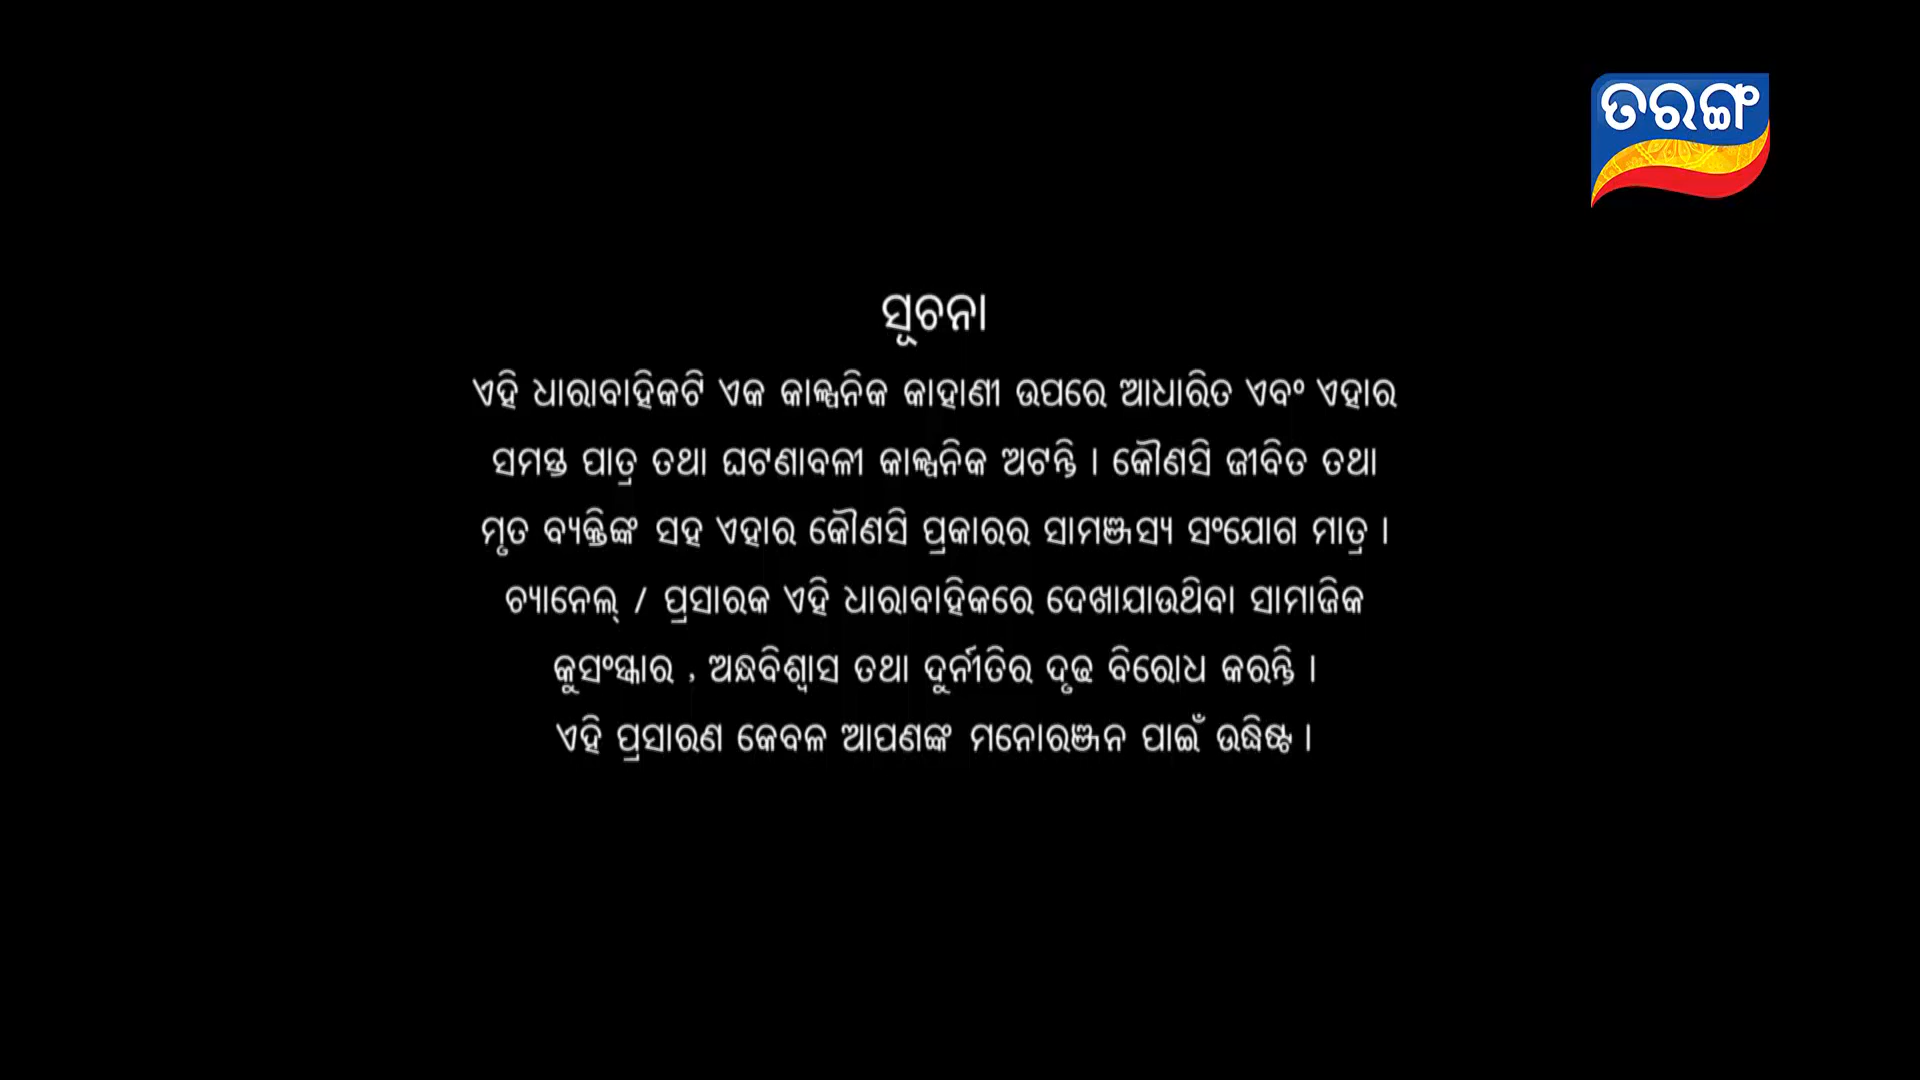 ତରଙ୍ଗ
ସୂଚନା
ଏହି ଧାରାବାହିକଟି ଏକ କାଳ୍ପନିକ କାହାଣୀ ଉପରେ ଆଧାରିତ ଏବଂ ଏହାର
ସମସ୍ତ ପାତ୍ର ତଥା ଘଟଣାବଳୀ କାଳ୍ପନିକ ଅଟନ୍ତି । କୌଣସି ଜୀବିତ ତଥା
ମୃତ ବ୍ୟକ୍ତିଙ୍କ ସହ ଏହାର କୌଣସି ପ୍ରକାରର ସାମଞ୍ଜସ୍ୟ ସଂଯୋଗ ମାତ୍ର ।
ଚ୍ୟାନେଲ୍ / ପ୍ରସାରକ ଏହି ଧାରାବାହିକରେ ଦେଖାଯାଉଥିବା ସାମାଜିକ
କୁସଂସ୍କାର , ଅନ୍ଧବିଶ୍ୱାସ ତଥା ଦୁର୍ନୀତିର ଦୃଢ ବିରୋଧ କରନ୍ତି ।
ଏହି ପ୍ରସାରଣ କେବଳ ଆପଣଙ୍କ ମନୋରଞ୍ଜନ ପାଇଁ ଉଦ୍ଧିଷ୍ଟ ।